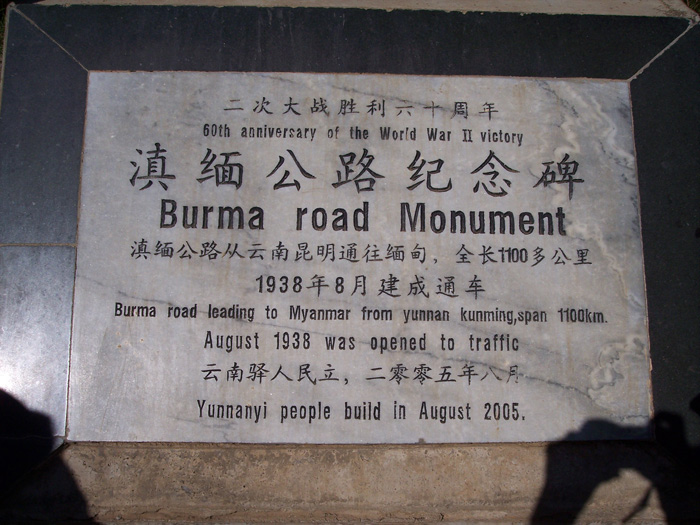 二次大战胜利六十周年
60th anniversary of the World War II victory
滇缅公路纪念碑
Burma road Monument
滇缅公路从云南昆明通往缅甸，全长1100多公里
1938年8月建成通车
Burma road leading to Myanmar from yunnan kunming,span 1100km.
August 1938 was opened to traffic
云南驿人民立，二零零五年八月
Yunnanyi people build in August 2005.